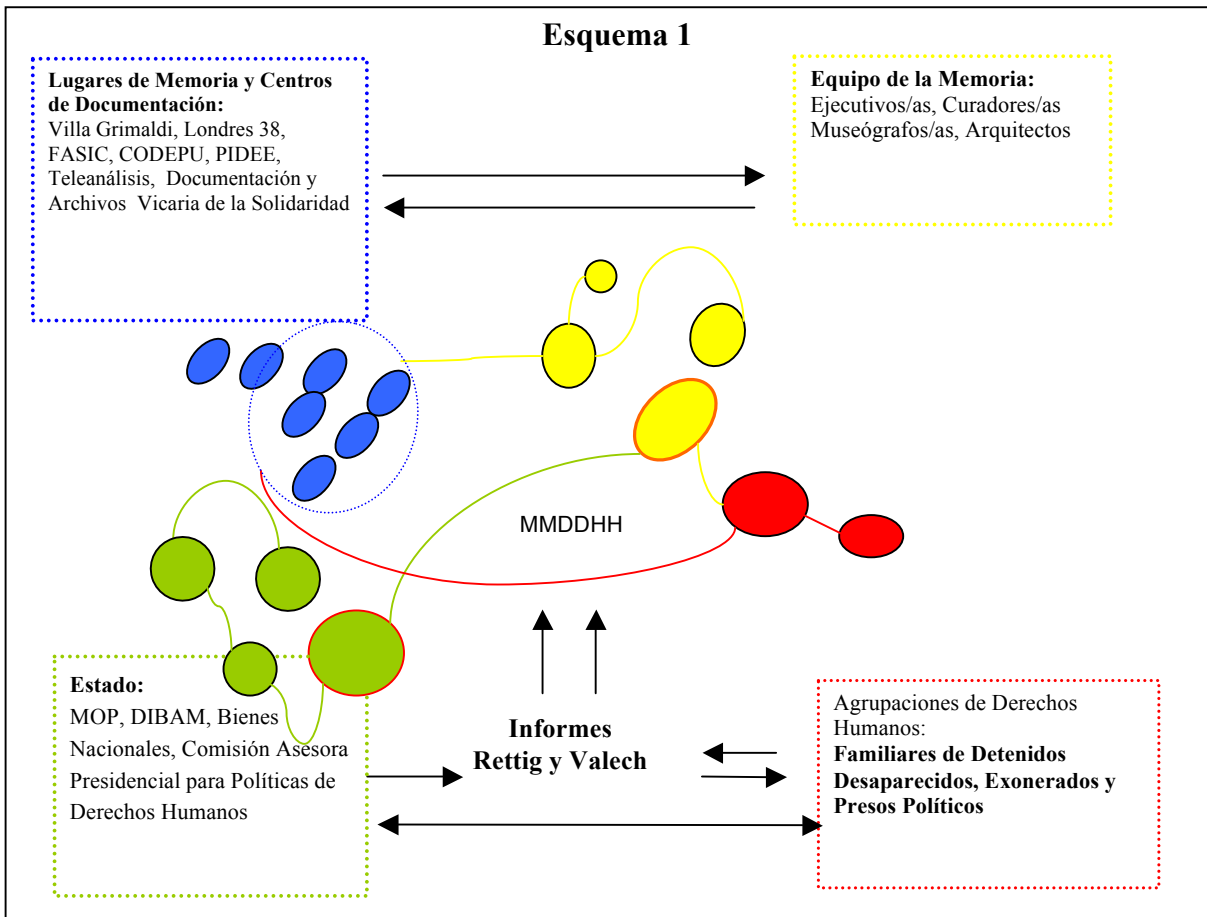 Esquema 1
Lugares de Memoria y Centros
de Documentación:
Villa Grimaldi, Londres 38,
FASIC, CODEPU, PIDEE,
Teleanálisis, Documentación y
Archivos Vicaria de la Solidaridad
Equipo de la Memoria:
Ejecutivos/as, Curadores/as
Museógrafos/as, Arquitectos
MMDDHH
Estado:
MOP, DIBAM, Bienes
Nacionales, Comisión Asesora
Presidencial para Políticas de
Derechos Humanos
Informes
Rettig y Valech
Agrupaciones de Derechos
Humanos:
Familiares de Detenidos
Desaparecidos, Exonerados y
Presos Políticos